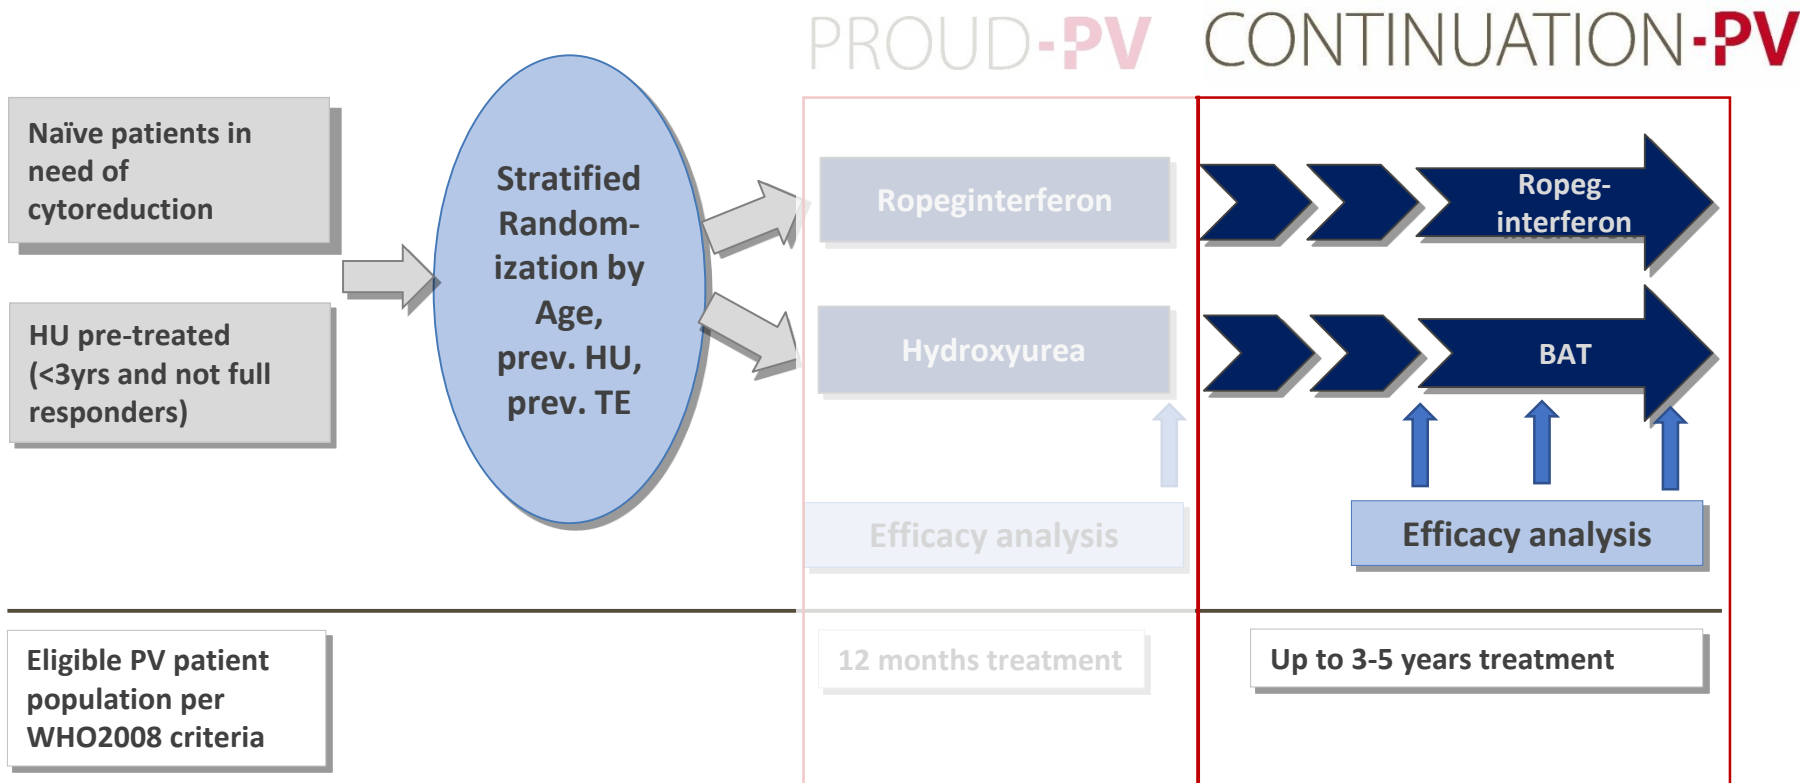 PROUD-PV
CONTINUATION-PV
Naïve patients in
need of
cytoreduction
HU pre-treated
(<3yrs and not full
responders)
Stratified
Random-
ization by
Age,
prev. HU,
prev. TE
Ropeginterferon
Hydroxyurea
Efficacy analysis
Ropeg-
interferon
BAT
Efficacy analysis
Eligible PV patient
population per
WHO2008 criteria
12 months treatment
Up to 3-5 years treatment